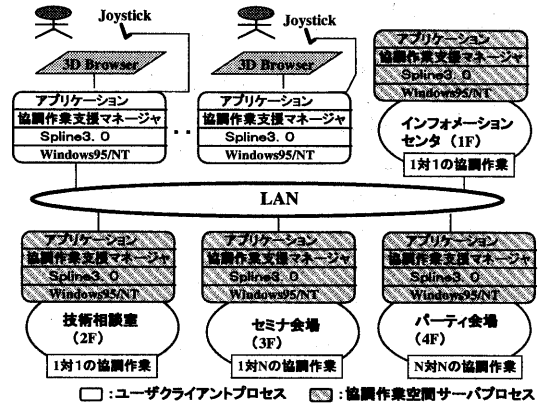 Joystick
3D Browser
アプリケーション
協調作業支援マネージャ
Spline3.0
Windows95/NT
Joystick
3D Browser
アプリケーション
協調作業支援マネージャ
Spline3.0
Windows95/NT
アプリケーション
協調作業支援マネージャ
Spline3.0
Windows95/NT
インフォメーション
センタ(1F)
1対1の協調作業
LAN
アプリケーション
協調作業支援マネージャ
Spline3.0
Windows95/NT
技術相談室
(2F)
1対1の協調作業
アプリケーション
協調作業支援マネージャ
Spline3.0
Windows95/NT
セミナ会場
(3F)
1対Nの協調作業
アプリケーション
協調作業支援マネージャ
Spline3.0
Windows95/NT
パーティ会場
(4F)
N対Nの協調作業
:ユーザクライアントプロセス
:協調作業空間サーバプロセス